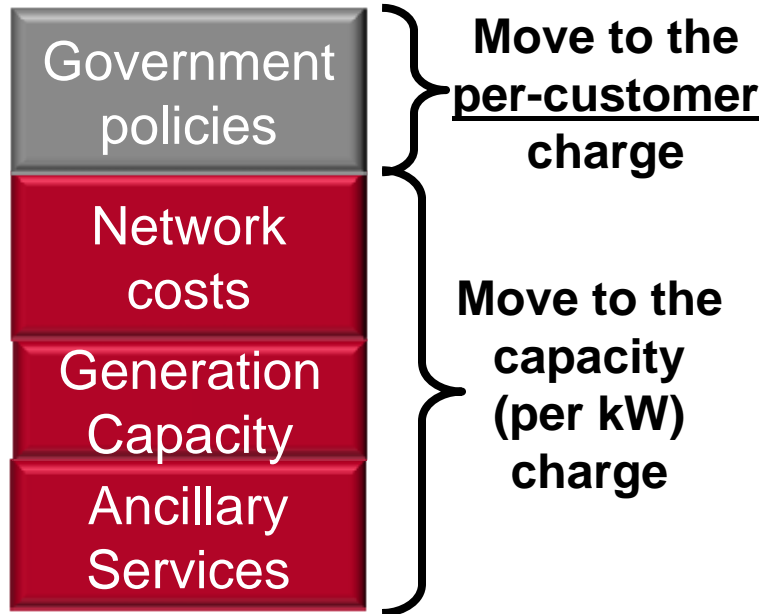 Government
policies
Move to the
per-customer
charge
Network
costs
Generation
Capacity
Ancillary
Services
Move to the
capacity
(per kW)
charge